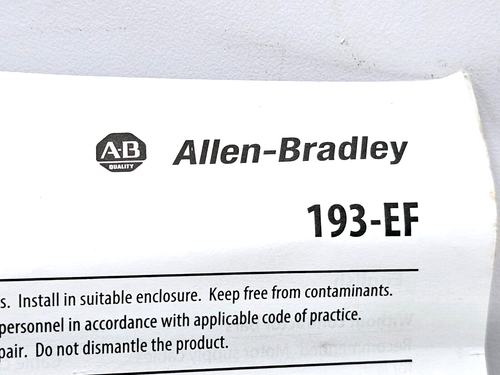 A-B
QUALITY
Allen-Bradley
193-EF
s. Install in suitable enclosure. Keep free from contaminants.
personnel in accordance with applicable code of practice.
pair. Do not dismantle the product.